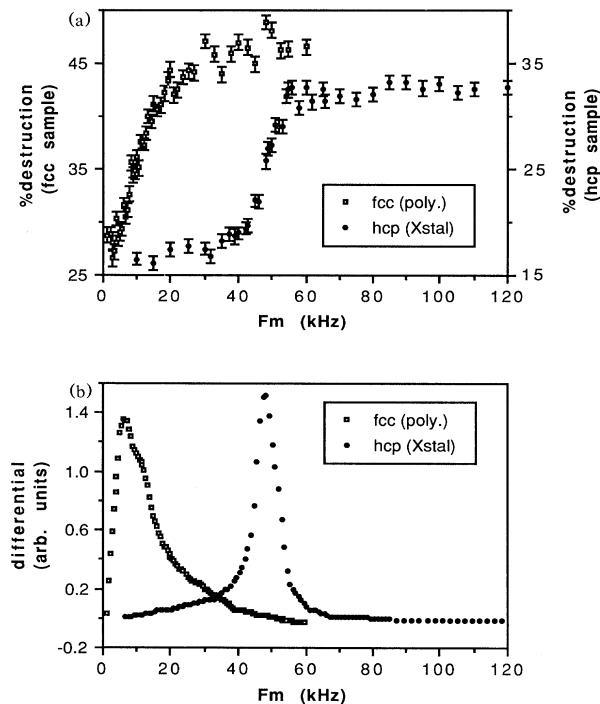 (a)
45
35
25
35
25
15
%destruction
(fcc sample)
%destruction
(hcp sample)
fcc (poly.)
hcp (Xstal)
0 20 40 60 80 100 120
Fm (kHz)
(b)
1.4
1.0
0.6
0.2
-0.2
differential
(arb. units)
fcc (poly.)
hcp (Xstal)
0 20 40 60 80 100 120
Fm (kHz)